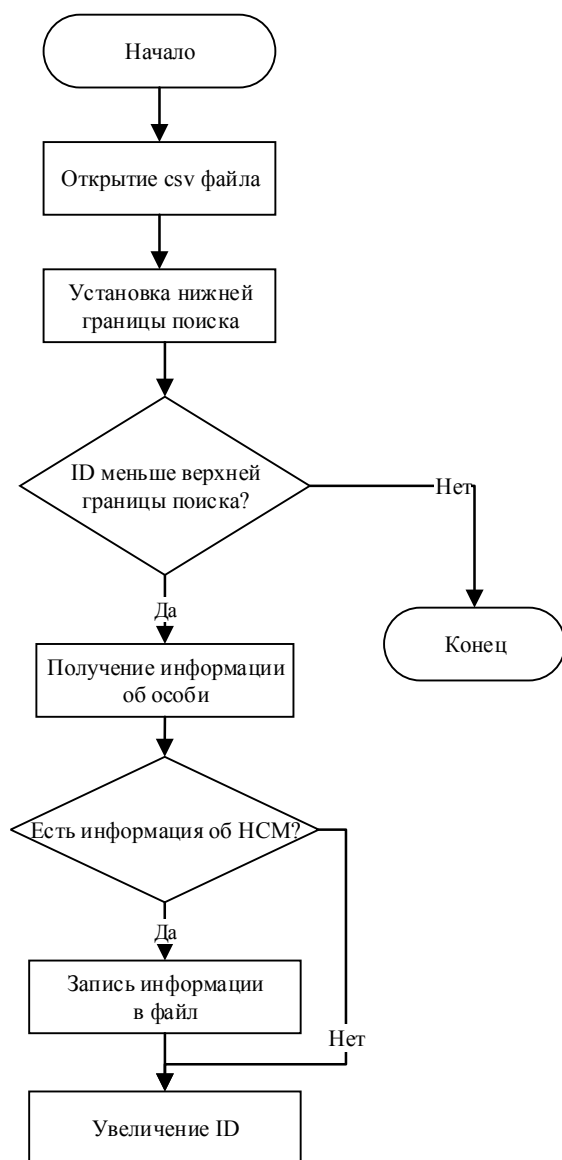 Начало
Открытие csv файла
Установка нижней
границы поиска
ID меньше верхней
границы поиска?
Нет
Да
Конец
Получение информации
об особи
Есть информация об НСМ?
Да
Запись информации
в файл
Нет
Увеличение ID